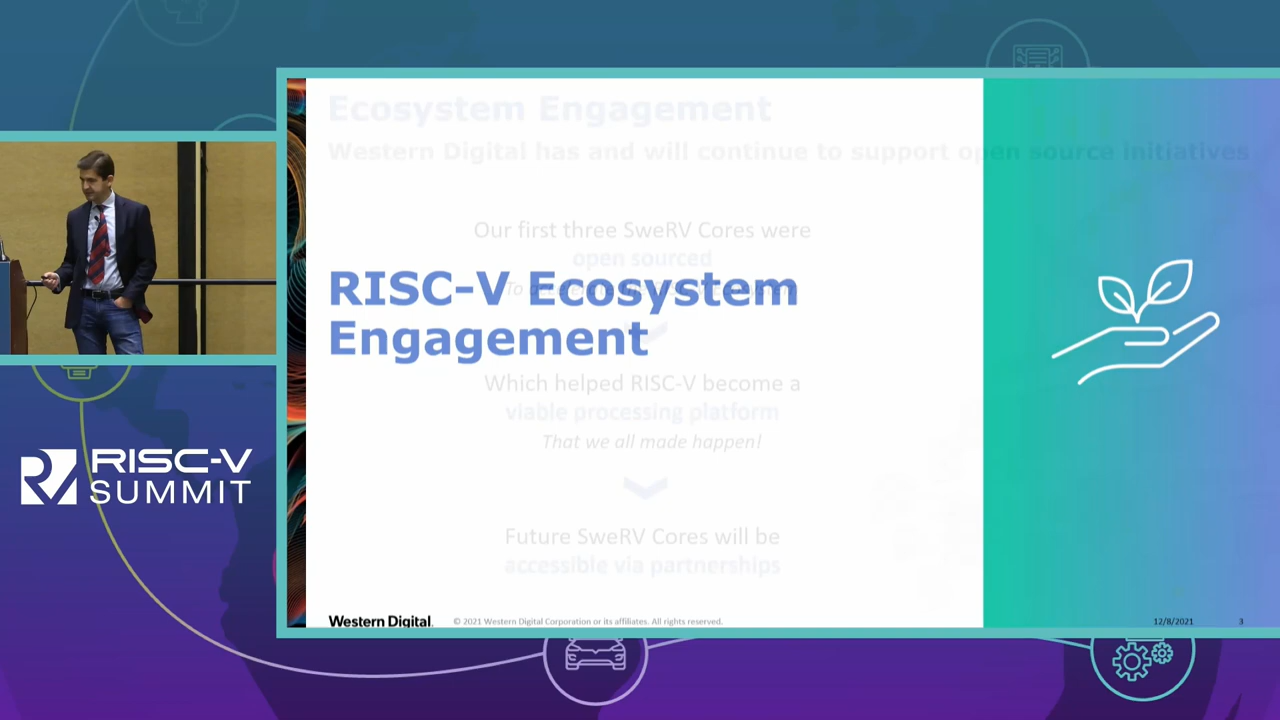 Ecosystem Engagement
Western Digital has and will continue to support open source initiatives
Our first three SweRV Cores were
open sourced
RISC-V Ecosystem
Engagement
Which helped RISC-V become a
viable processing platform
That we all made happen!
Future SweRV Cores will be
accessible via partnerships
Western Digital.
© 2021 Western Digital Corporation or its affiliates. All rights reserved.
12/8/2021
3
RISC-V
SUMMIT